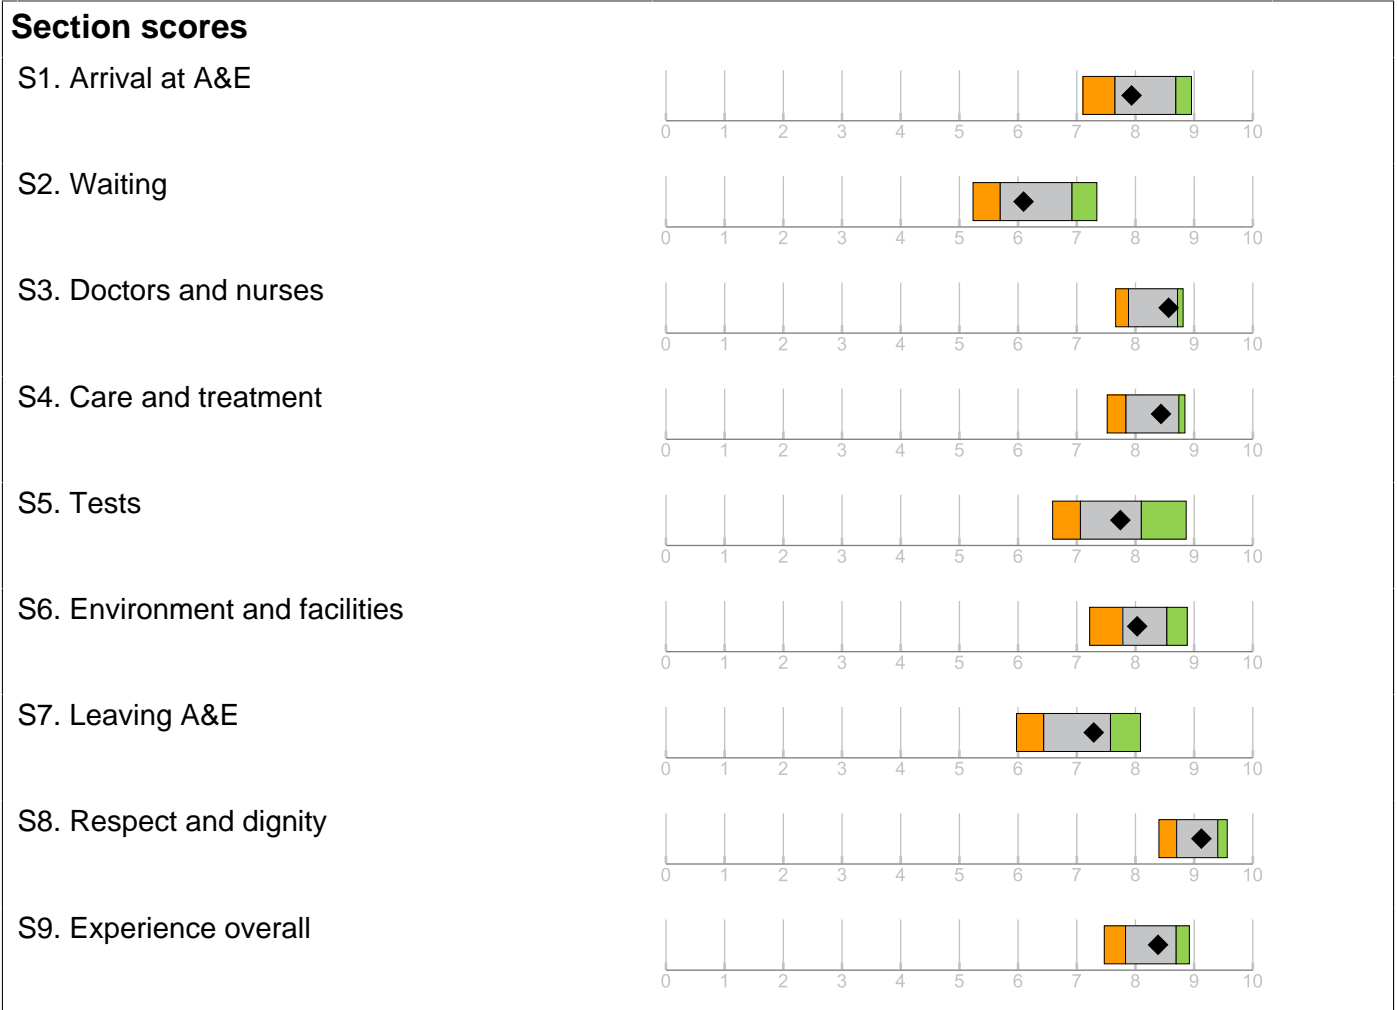 Section scores
S1. Arrival at A&E
0 1 2 3 4 5 6 7 8 9 10
S2. Waiting
0 1 2 3 4 5 6 7 8 9 10
S3. Doctors and nurses
0 1 2 3 4 5 6 7 8 9 10
S4. Care and treatment
0 1 2 3 4 5 6 7 8 9 10
S5. Tests
0 1 2 3 4 5 6 7 8 9 10
S6. Environment and facilities
0 1 2 3 4 5 6 7 8 9 10
S7. Leaving A&E
0 1 2 3 4 5 6 7 8 9 10
S8. Respect and dignity
0 1 2 3 4 5 6 7 8 9 10
S9. Experience overall
0 1 2 3 4 5 6 7 8 9 10